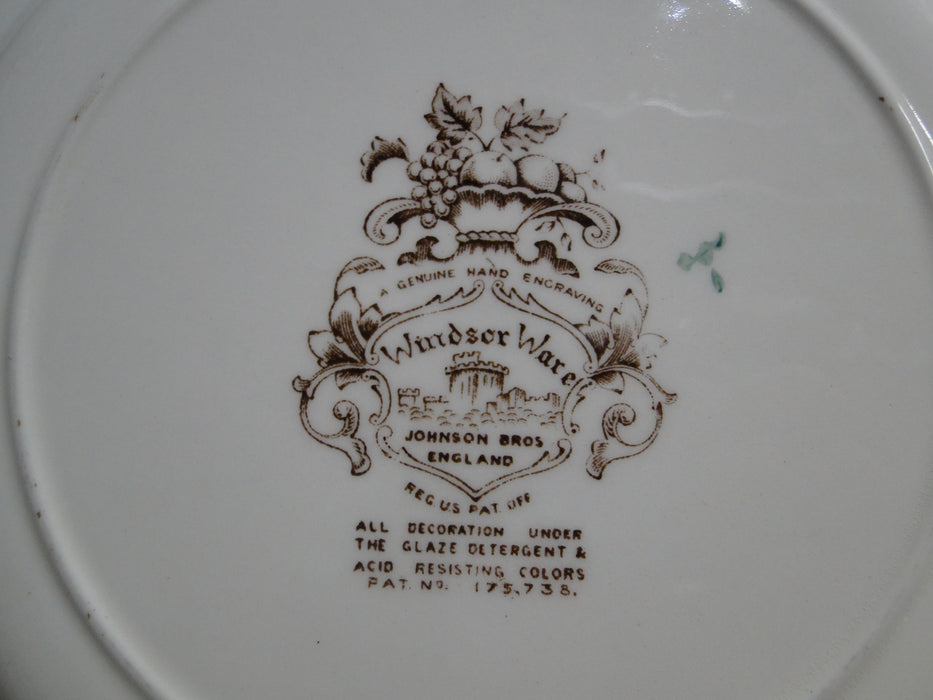 A GENUINE HAND ENGRAVING
Windsor Ware
JOHNSON BROS
ENGLAND
REG. US PAT. OFF
ALL DECORATION UNDER
THE GLAZE DETERGENT &
ACID RESISTING COLORS
PAT. NO. 175,738.